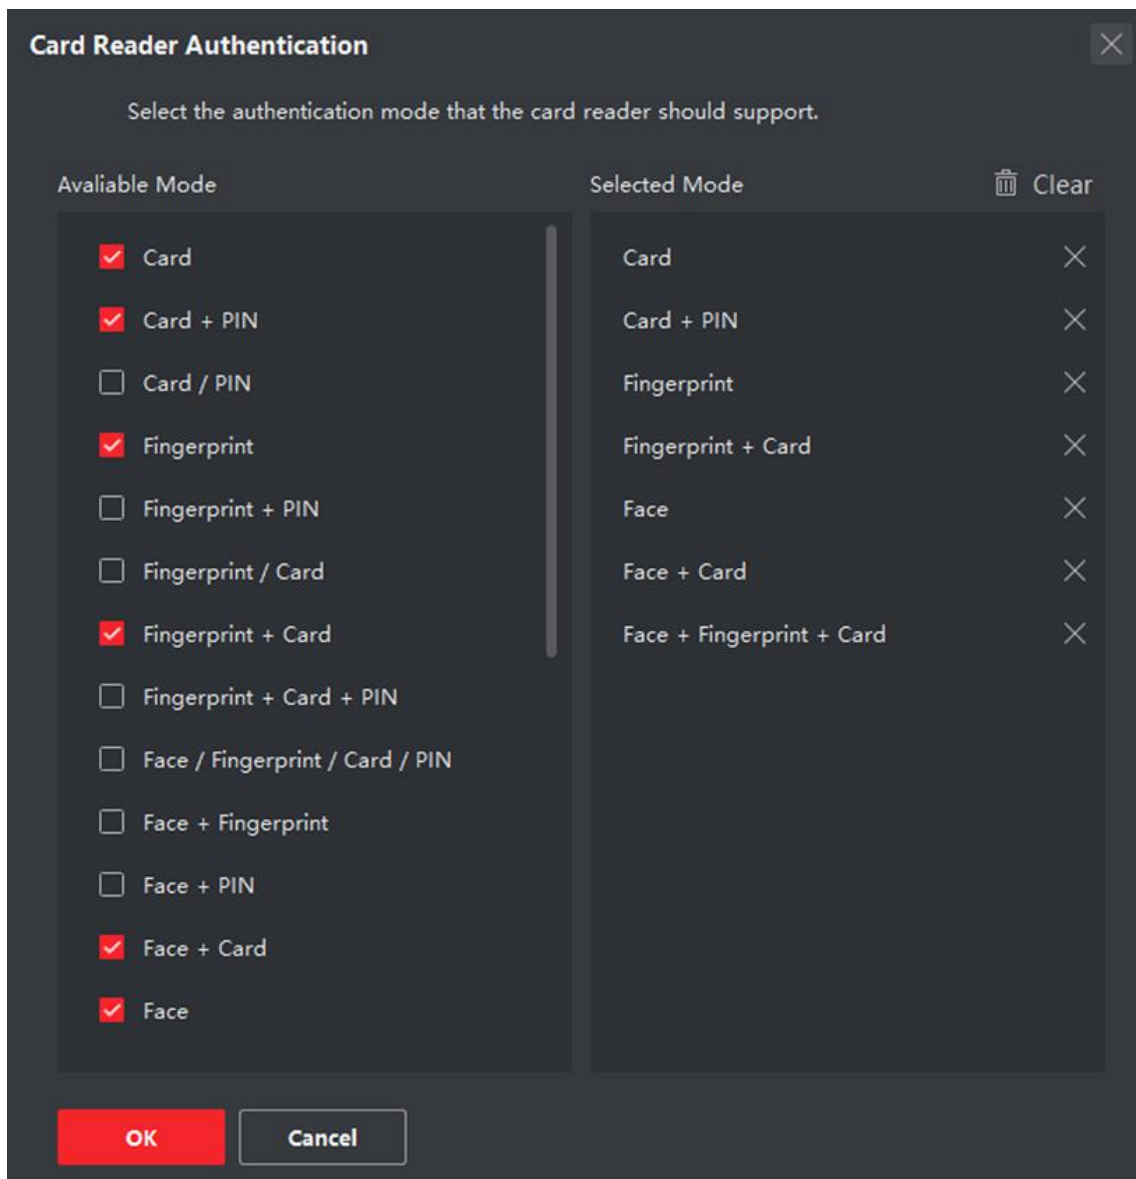 Card Reader Authentication
Select the authentication mode that the card reader should support.
Avaliable Mode
Card
Card + PIN
Card / PIN
Fingerprint
Fingerprint + PIN
Fingerprint / Card
Fingerprint + Card
Fingerprint + Card + PIN
Face / Fingerprint / Card / PIN
Face + Fingerprint
Face + PIN
Face + Card
Face
Selected Mode
Clear
Card
Card + PIN
Fingerprint
Fingerprint + Card
Face
Face + Card
Face + Fingerprint + Card
OK
Cancel